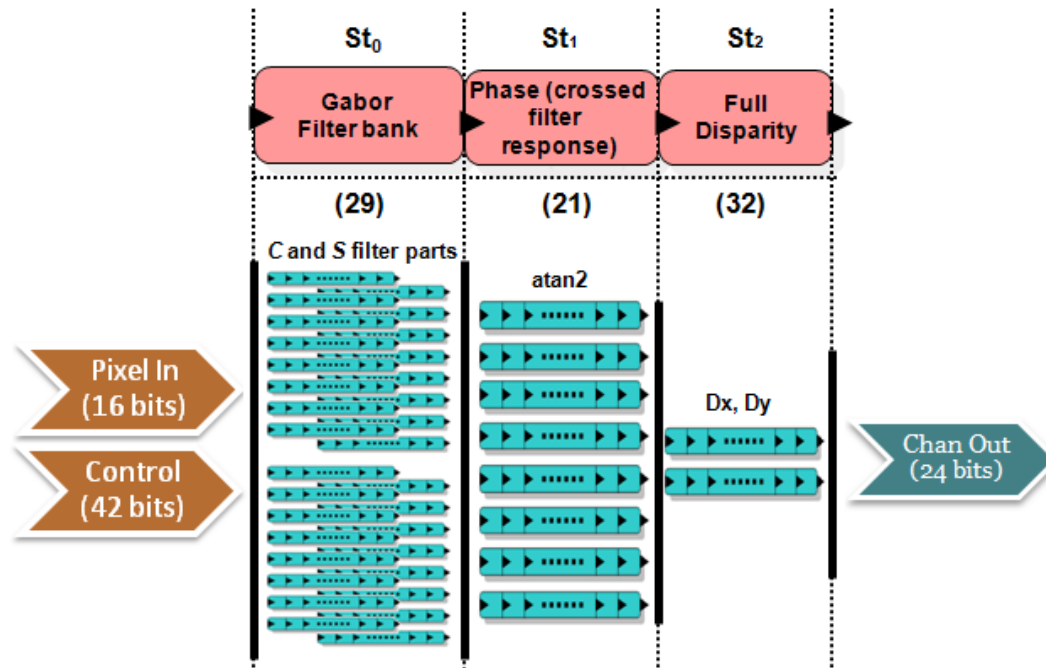 St₀
St₁
St₂
Gabor
Filter bank
Phase (crossed
filter
response)
Full
Disparity
(29)
(21)
(32)
C and S filter parts
atan2
Dx, Dy
Pixel In
(16 bits)
Control
(42 bits)
Chan Out
(24 bits)